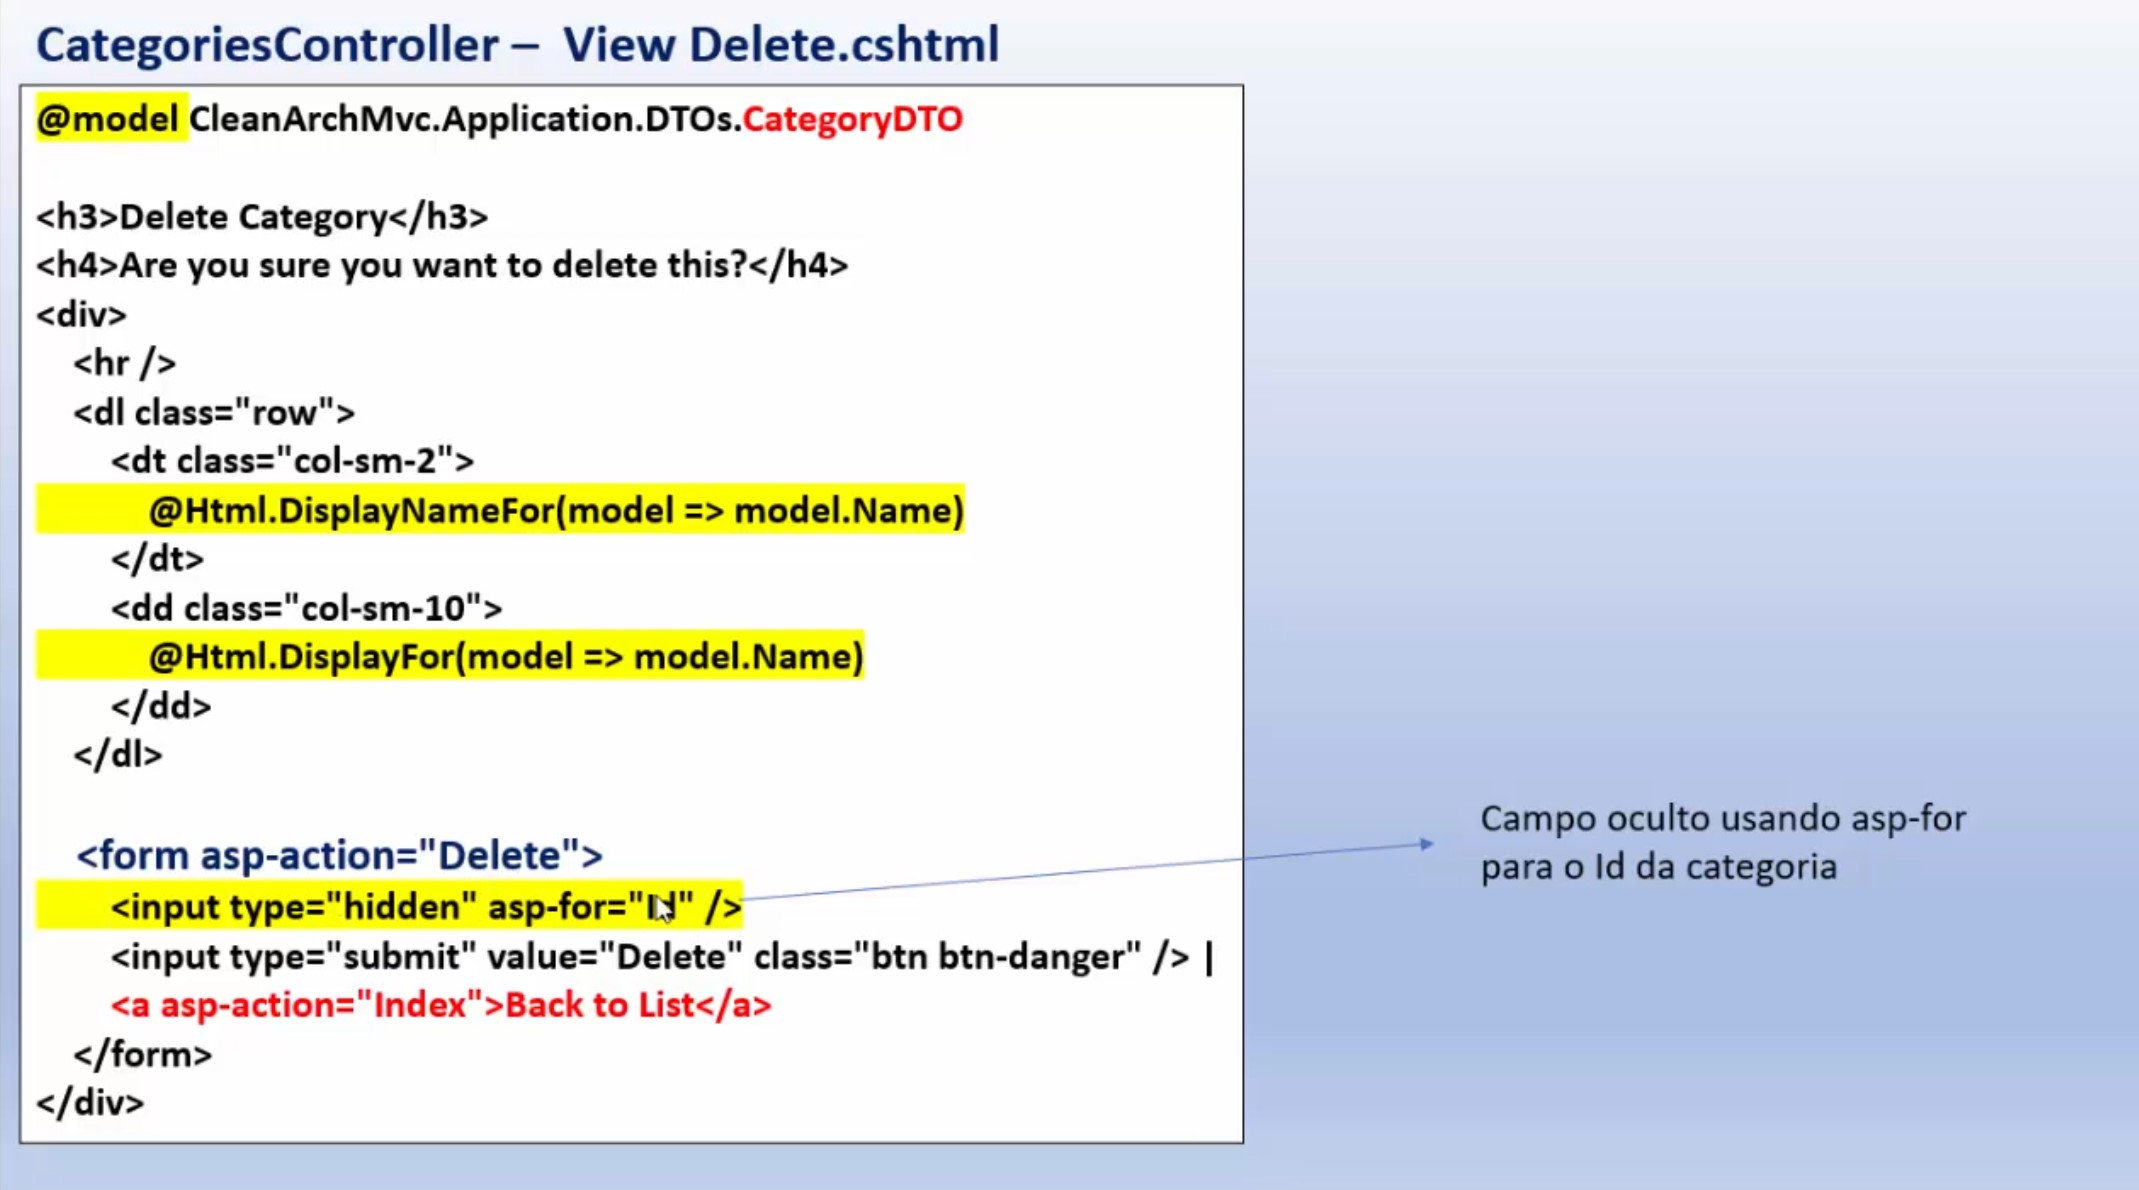 CategoriesController – View Delete.cshtml
@model CleanArchMvc.Application.DTOs.CategoryDTO
<h3>Delete Category</h3>
<h4>Are you sure you want to delete this?</h4>
<div>
<hr />
<dl class="row">
<dt class="col-sm-2">
@Html.DisplayNameFor(model => model.Name)
</dt>
<dd class="col-sm-10">
@Html.DisplayFor(model => model.Name)
</dd>
</dl>
<form asp-action="Delete">
<input type="hidden" asp-for="Id" />
<input type="submit" value="Delete" class="btn btn-danger" /> |
<a asp-action="Index">Back to List</a>
</form>
</div>
Campo oculto usando asp-for
para o Id da categoria